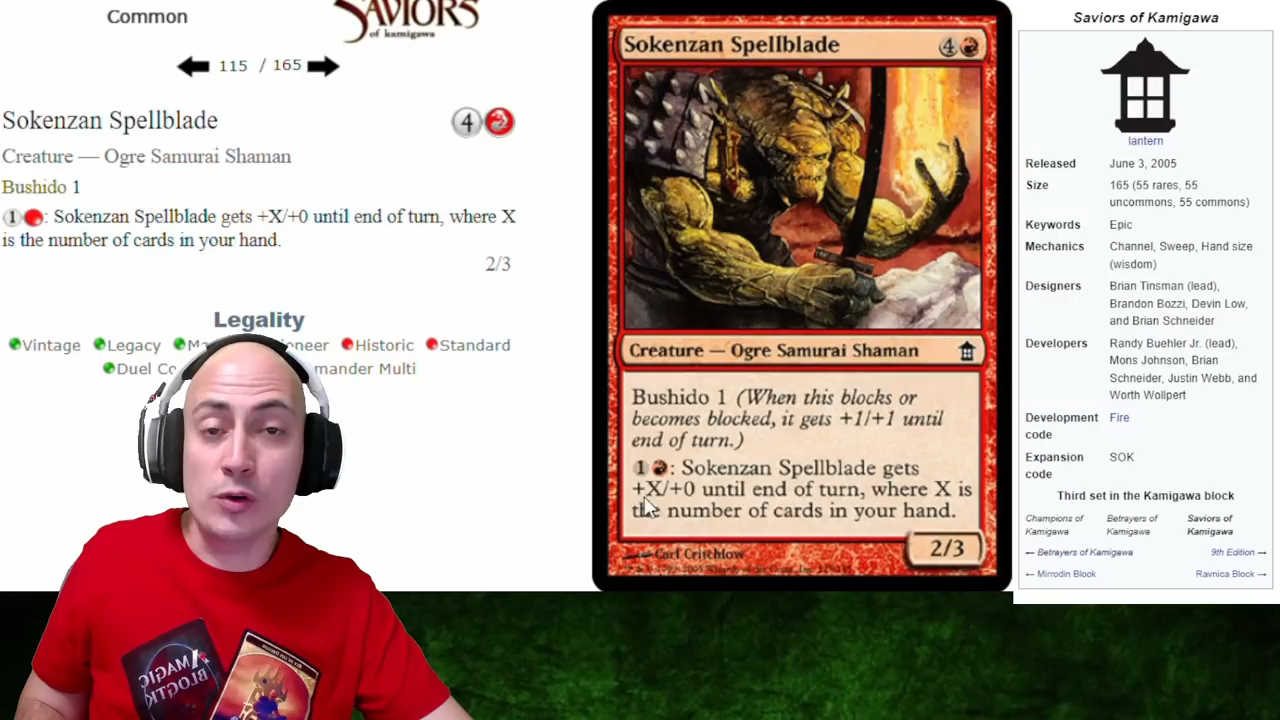 Common
SAVIORS
of kamigawa
115 / 165
Sokenzan Spellblade
4
Creature — Ogre Samurai Shaman
Bushido 1
1 : Sokenzan Spellblade gets +X/+0 until end of turn, where X
is the number of cards in your hand.
2/3
Legality
Vintage Legacy Historic Standard
Duel Multi
MAGIC
BLOGTK
Sokenzan Spellblade
4
Creature — Ogre Samurai Shaman
Bushido 1 (When this blocks or
becomes blocked, it gets +1/+1 until
end of turn.)
1 : Sokenzan Spellblade gets
+X/+0 until end of turn, where X is
the number of cards in your hand.
Carl Critchlow
2/3
Saviors of Kamigawa
lantern
Released June 3, 2005
Size 165 (55 rares, 55
uncommons, 55 commons)
Keywords Epic
Mechanics Channel, Sweep, Hand size
(wisdom)
Designers Brian Tinsman (lead),
Brandon Bozzi, Devin Low,
and Brian Schneider
Developers Randy Buehler Jr. (lead),
Mons Johnson, Brian
Schneider, Justin Webb, and
Worth Wollpert
Development Fire
code
Expansion SOK
code
Third set in the Kamigawa block
Champions of Betrayers of Saviors of
Kamigawa Kamigawa Kamigawa
← Betrayers of Kamigawa 9th Edition →
← Mirrodin Block Ravnica Block →